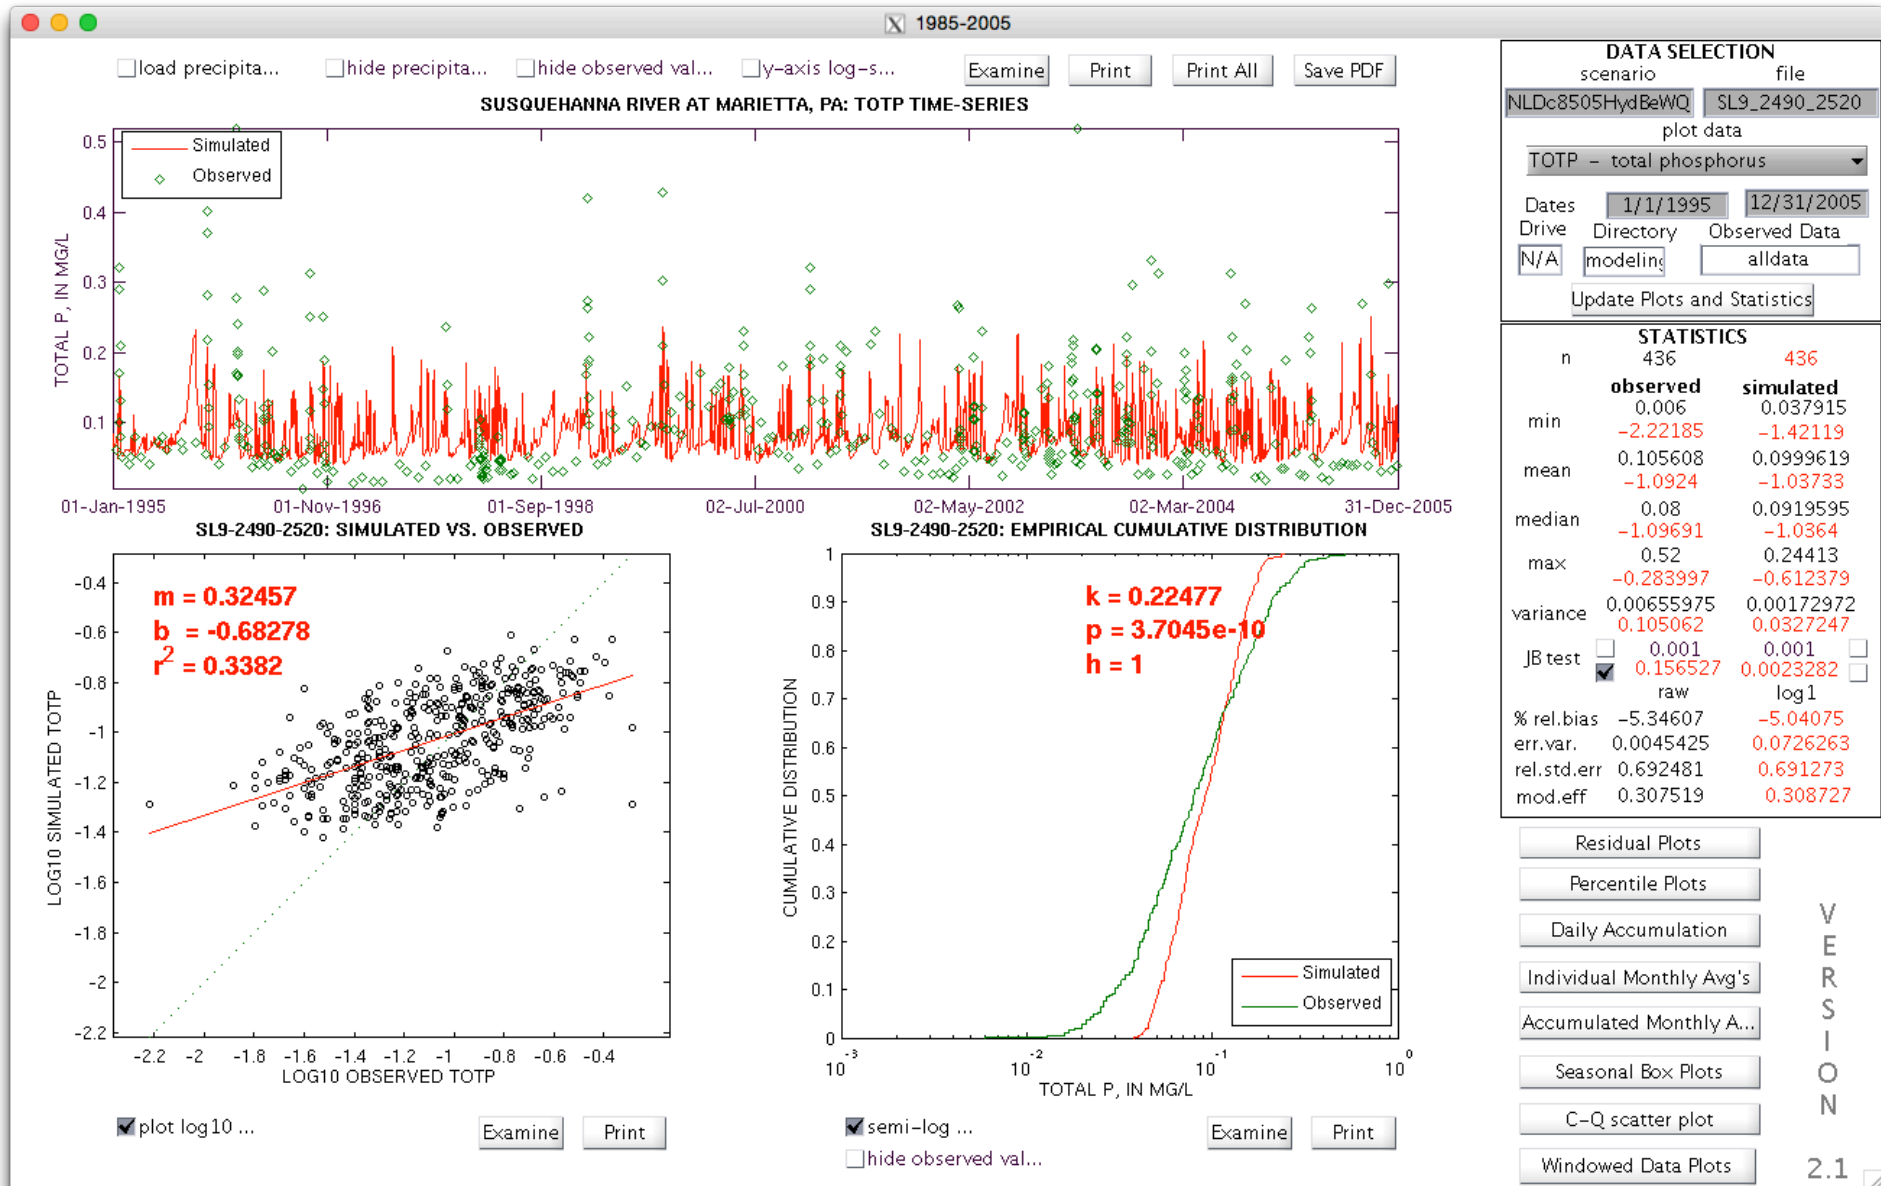 1985-2005
load precipita...
hide precipita...
hide observed val...
y-axis log-s...
Examine
Print
Print All
Save PDF
SUSQUEHANNA RIVER AT MARIETTA, PA: TOTP TIME-SERIES
TOTAL P, IN MG/L
0.5
0.4
0.3
0.2
0.1
Simulated
Observed
01-Jan-1995
01-Nov-1996
01-Sep-1998
02-Jul-2000
02-May-2002
02-Mar-2004
31-Dec-2005
SL9-2490-2520: SIMULATED VS. OBSERVED
LOG10 SIMULATED TOTP
-0.4
-0.6
-0.8
-1
-1.2
-1.4
-1.6
-1.8
-2
-2.2
m = 0.32457
b = -0.68278
r2 = 0.3382
-2.2 -2 -1.8 -1.6 -1.4 -1.2 -1 -0.8 -0.6 -0.4
LOG10 OBSERVED TOTP
plot log10 ...
Examine
Print
SL9-2490-2520: EMPIRICAL CUMULATIVE DISTRIBUTION
CUMULATIVE DISTRIBUTION
1
0.9
0.8
0.7
0.6
0.5
0.4
0.3
0.2
0.1
0
k = 0.22477
p = 3.7045e-10
h = 1
Simulated
Observed
10-3 10-2 10-1 100
TOTAL P, IN MG/L
semi-log ...
hide observed val...
Examine
Print
DATA SELECTION
scenario file
NLDc8505HydBeWQ SL9_2490_2520
plot data
TOTP - total phosphorus
Dates 1/1/1995 12/31/2005
Drive Directory Observed Data
N/A modeling alldata
Update Plots and Statistics
STATISTICS
n 436 436
observed simulated
min 0.006 0.037915
-2.22185 -1.42119
mean 0.105608 0.0999619
-1.0924 -1.03733
median 0.08 0.0919595
-1.09691 -1.0364
max 0.52 0.24413
-0.283997 -0.612379
variance 0.00655975 0.00172972
0.105062 0.0327247
JB test 0.001 0.001
0.156527 0.0023282
raw log1
% rel.bias -5.34607 -5.04075
err.var. 0.0045425 0.0726263
rel.std.err 0.692481 0.691273
mod.eff 0.307519 0.308727
Residual Plots
Percentile Plots
Daily Accumulation
Individual Monthly Avg's
Accumulated Monthly A...
Seasonal Box Plots
C-Q scatter plot
Windowed Data Plots
VERSION
2.1